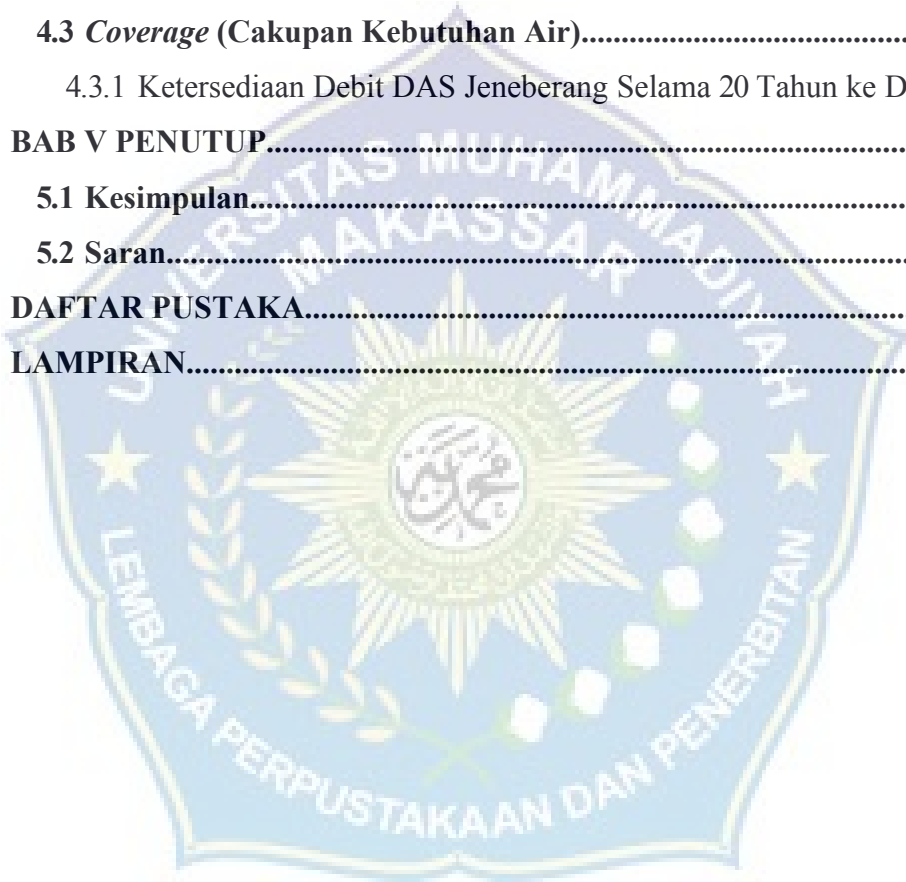 4.3 Coverage (Cakupan Kebutuhan Air)..........................................
4.3.1 Ketersediaan Debit DAS Jeneberang Selama 20 Tahun ke D
BAB V PENUTUP................................................................................
5.1 Kesimpulan...................................................................................
5.2 Saran..............................................................................................
DAFTAR PUSTAKA...........................................................................
LAMPIRAN.........................................................................................
UNIVERSITAS MUHAMMADIYAH
MAKASSAR
LEMBAGA PERPUSTAKAAN DAN PENERBITAN